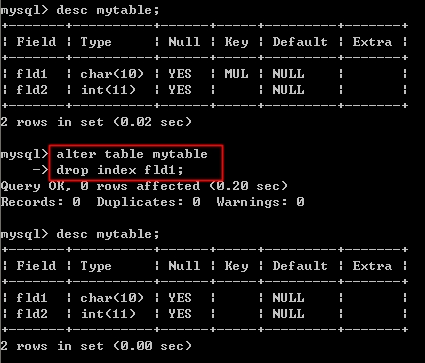 mysql> desc mytable;
+-------+----------+------+-----+---------+-------+
¦ Field ¦ Type     ¦ Null ¦ Key ¦ Default ¦ Extra ¦
+-------+----------+------+-----+---------+-------+
¦ fld1  ¦ char(10) ¦ YES  ¦ MUL ¦ NULL    ¦       ¦
¦ fld2  ¦ int(11)  ¦ YES  ¦     ¦ NULL    ¦       ¦
+-------+----------+------+-----+---------+-------+
2 rows in set (0.02 sec)
mysql> alter table mytable
    -> drop index fld1;
Query OK, 0 rows affected (0.20 sec)
Records: 0  Duplicates: 0  Warnings: 0
mysql> desc mytable;
+-------+----------+------+-----+---------+-------+
¦ Field ¦ Type     ¦ Null ¦ Key ¦ Default ¦ Extra ¦
+-------+----------+------+-----+---------+-------+
¦ fld1  ¦ char(10) ¦ YES  ¦     ¦ NULL    ¦       ¦
¦ fld2  ¦ int(11)  ¦ YES  ¦     ¦ NULL    ¦       ¦
+-------+----------+------+-----+---------+-------+
2 rows in set (0.00 sec)